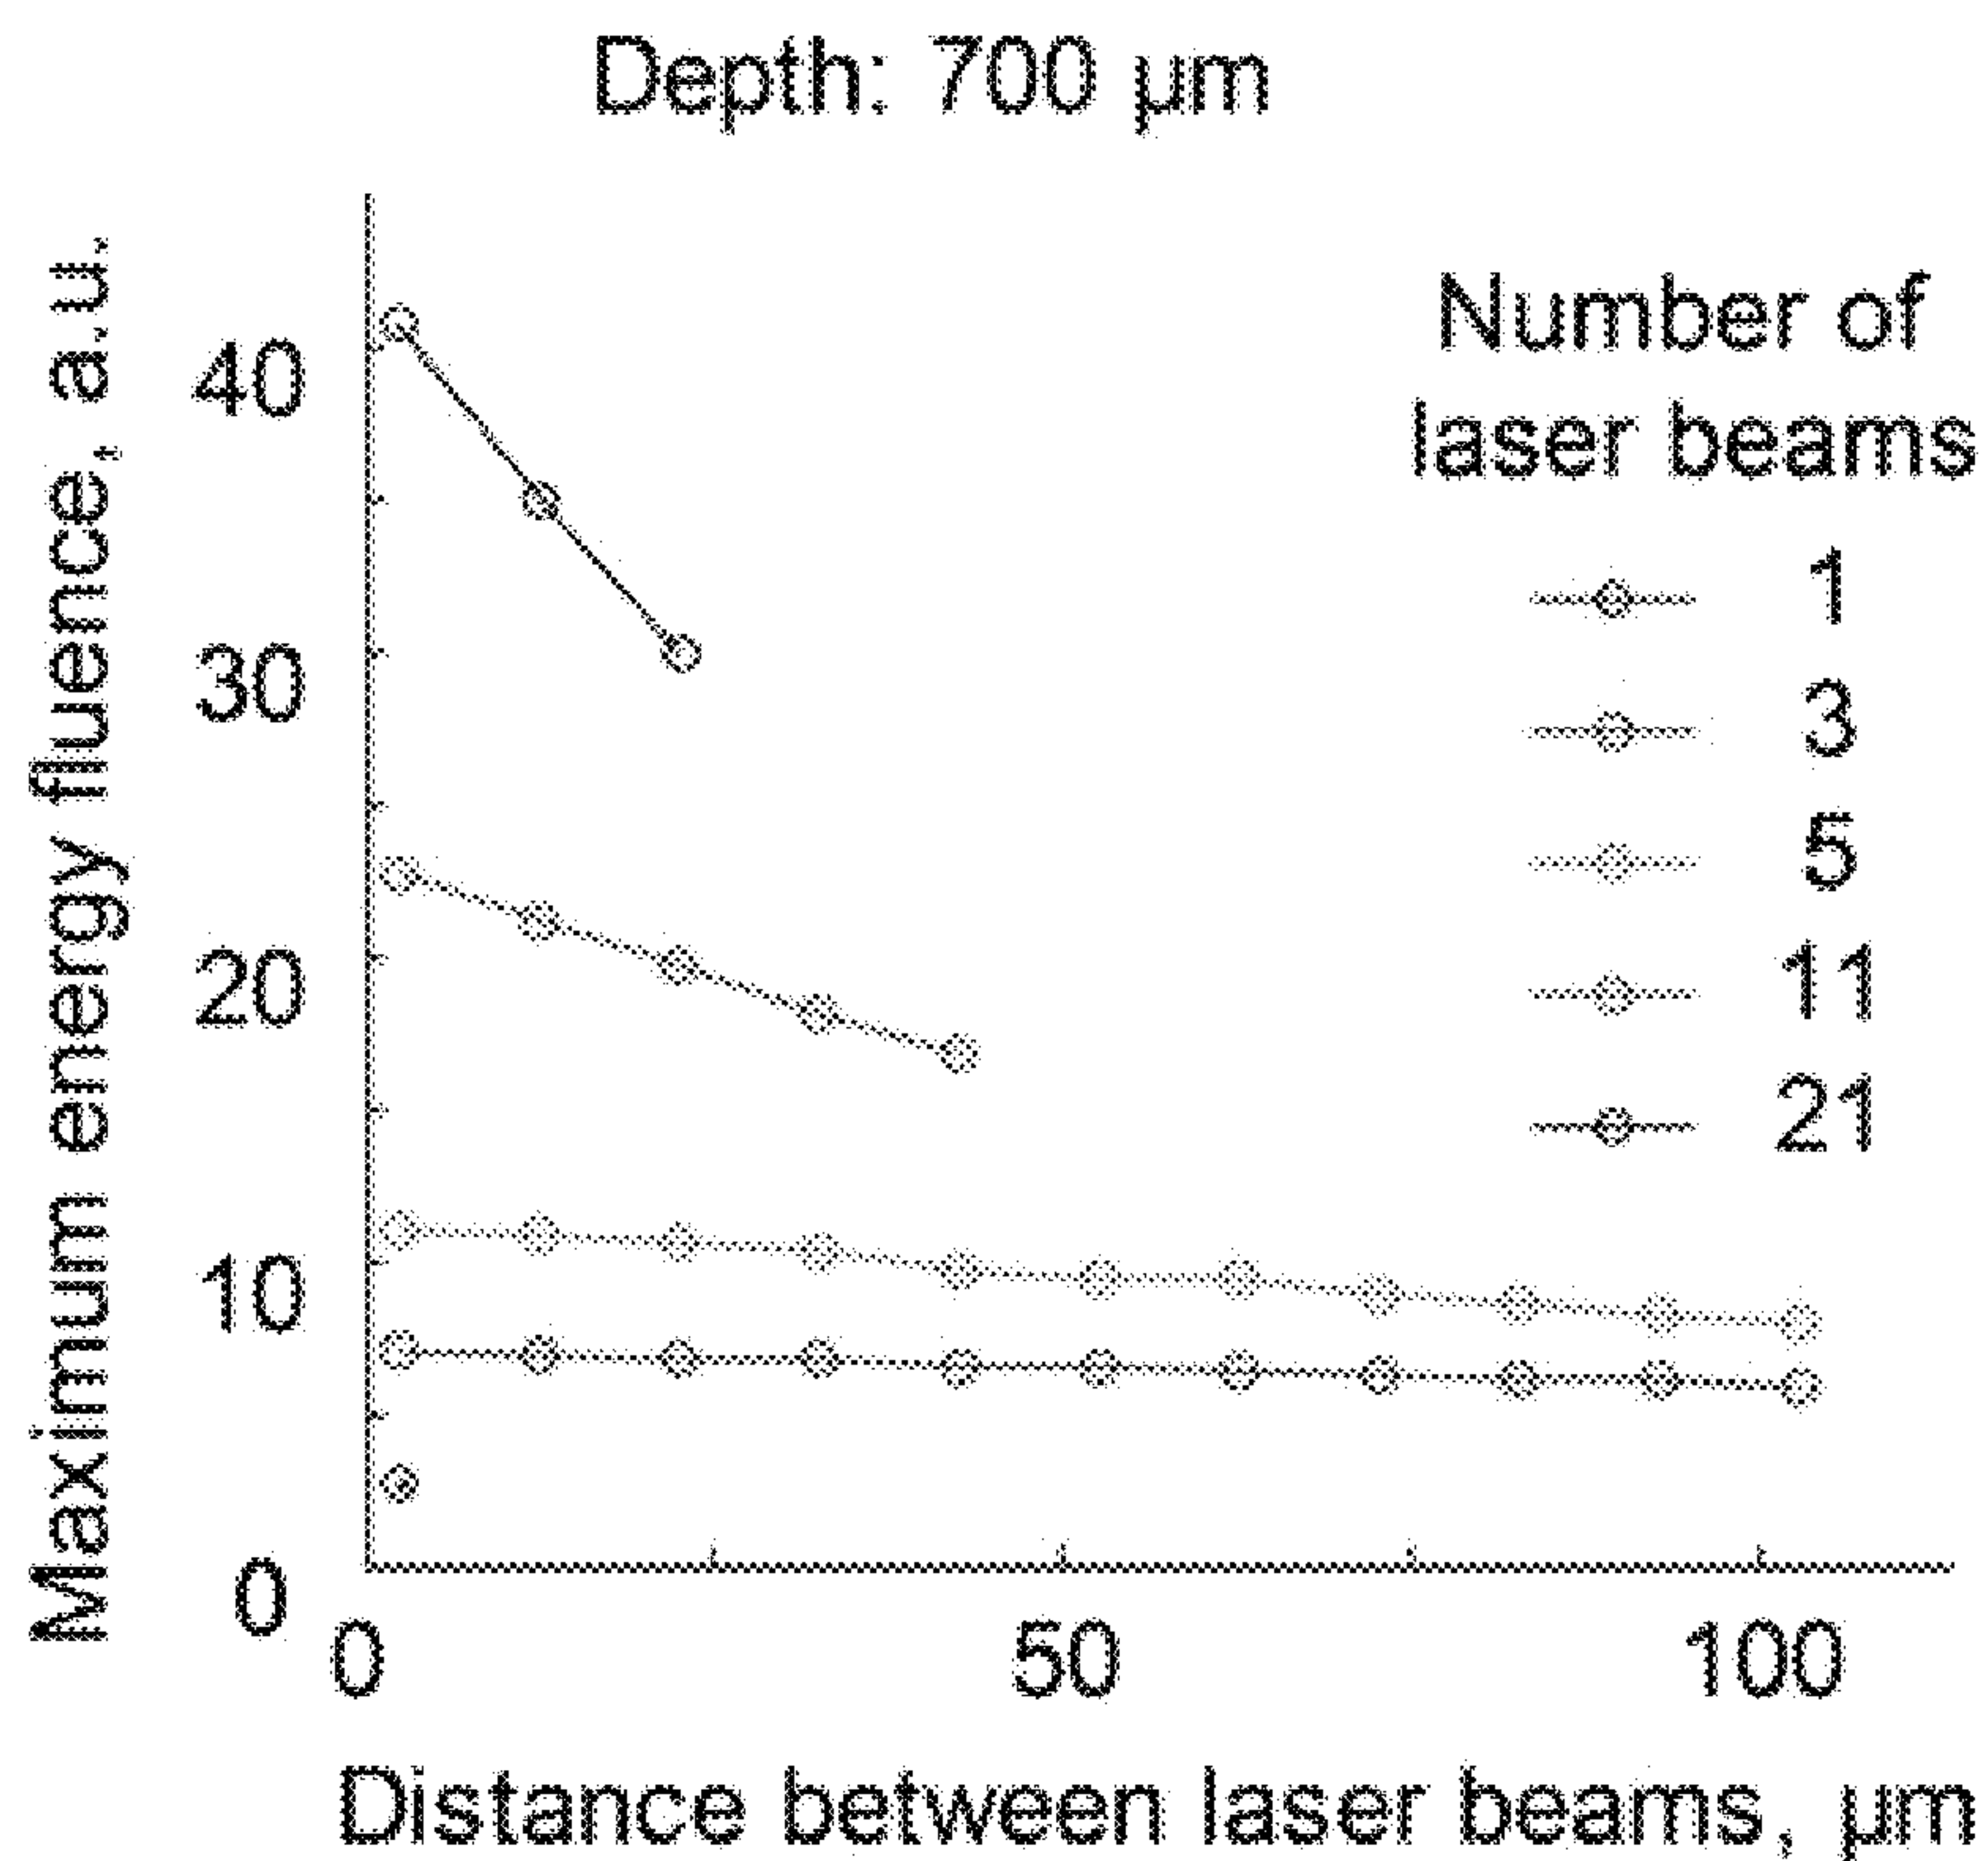 Depth: 700 µm
Maximum energy fluence, a.u.
40
30
20
10
0
Number of
laser beams
1
3
5
11
21
0
50
100
Distance between laser beams, µm